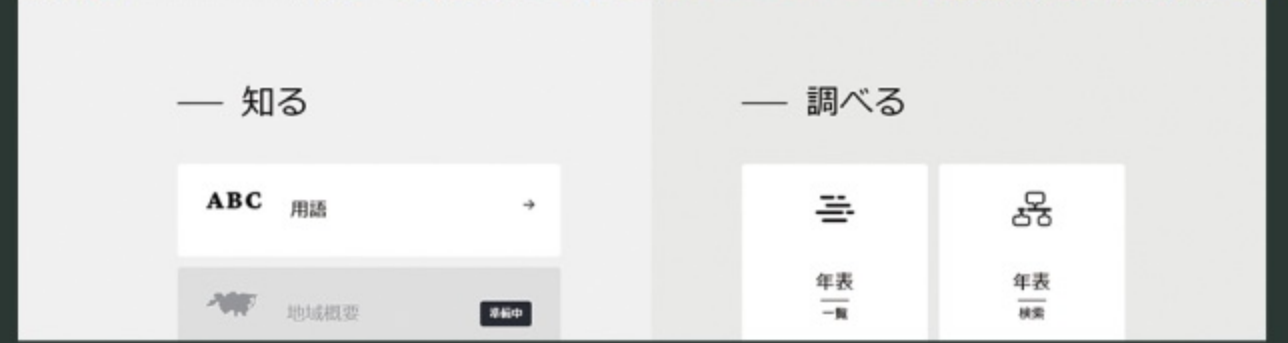 知る
ABC 用語 →
地域概要 準備中
調べる
年表
一覧
年表
検索